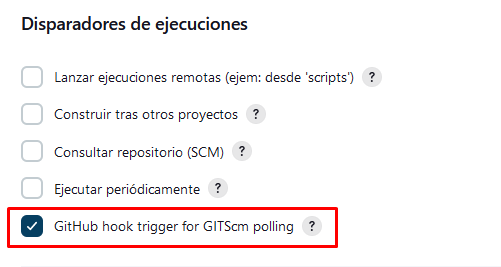 Disparadores de ejecuciones
Lanzar ejecuciones remotas (ejem: desde 'scripts') ?
Construir tras otros proyectos ?
Consultar repositorio (SCM) ?
Ejecutar periódicamente ?
GitHub hook trigger for GITScm polling ?